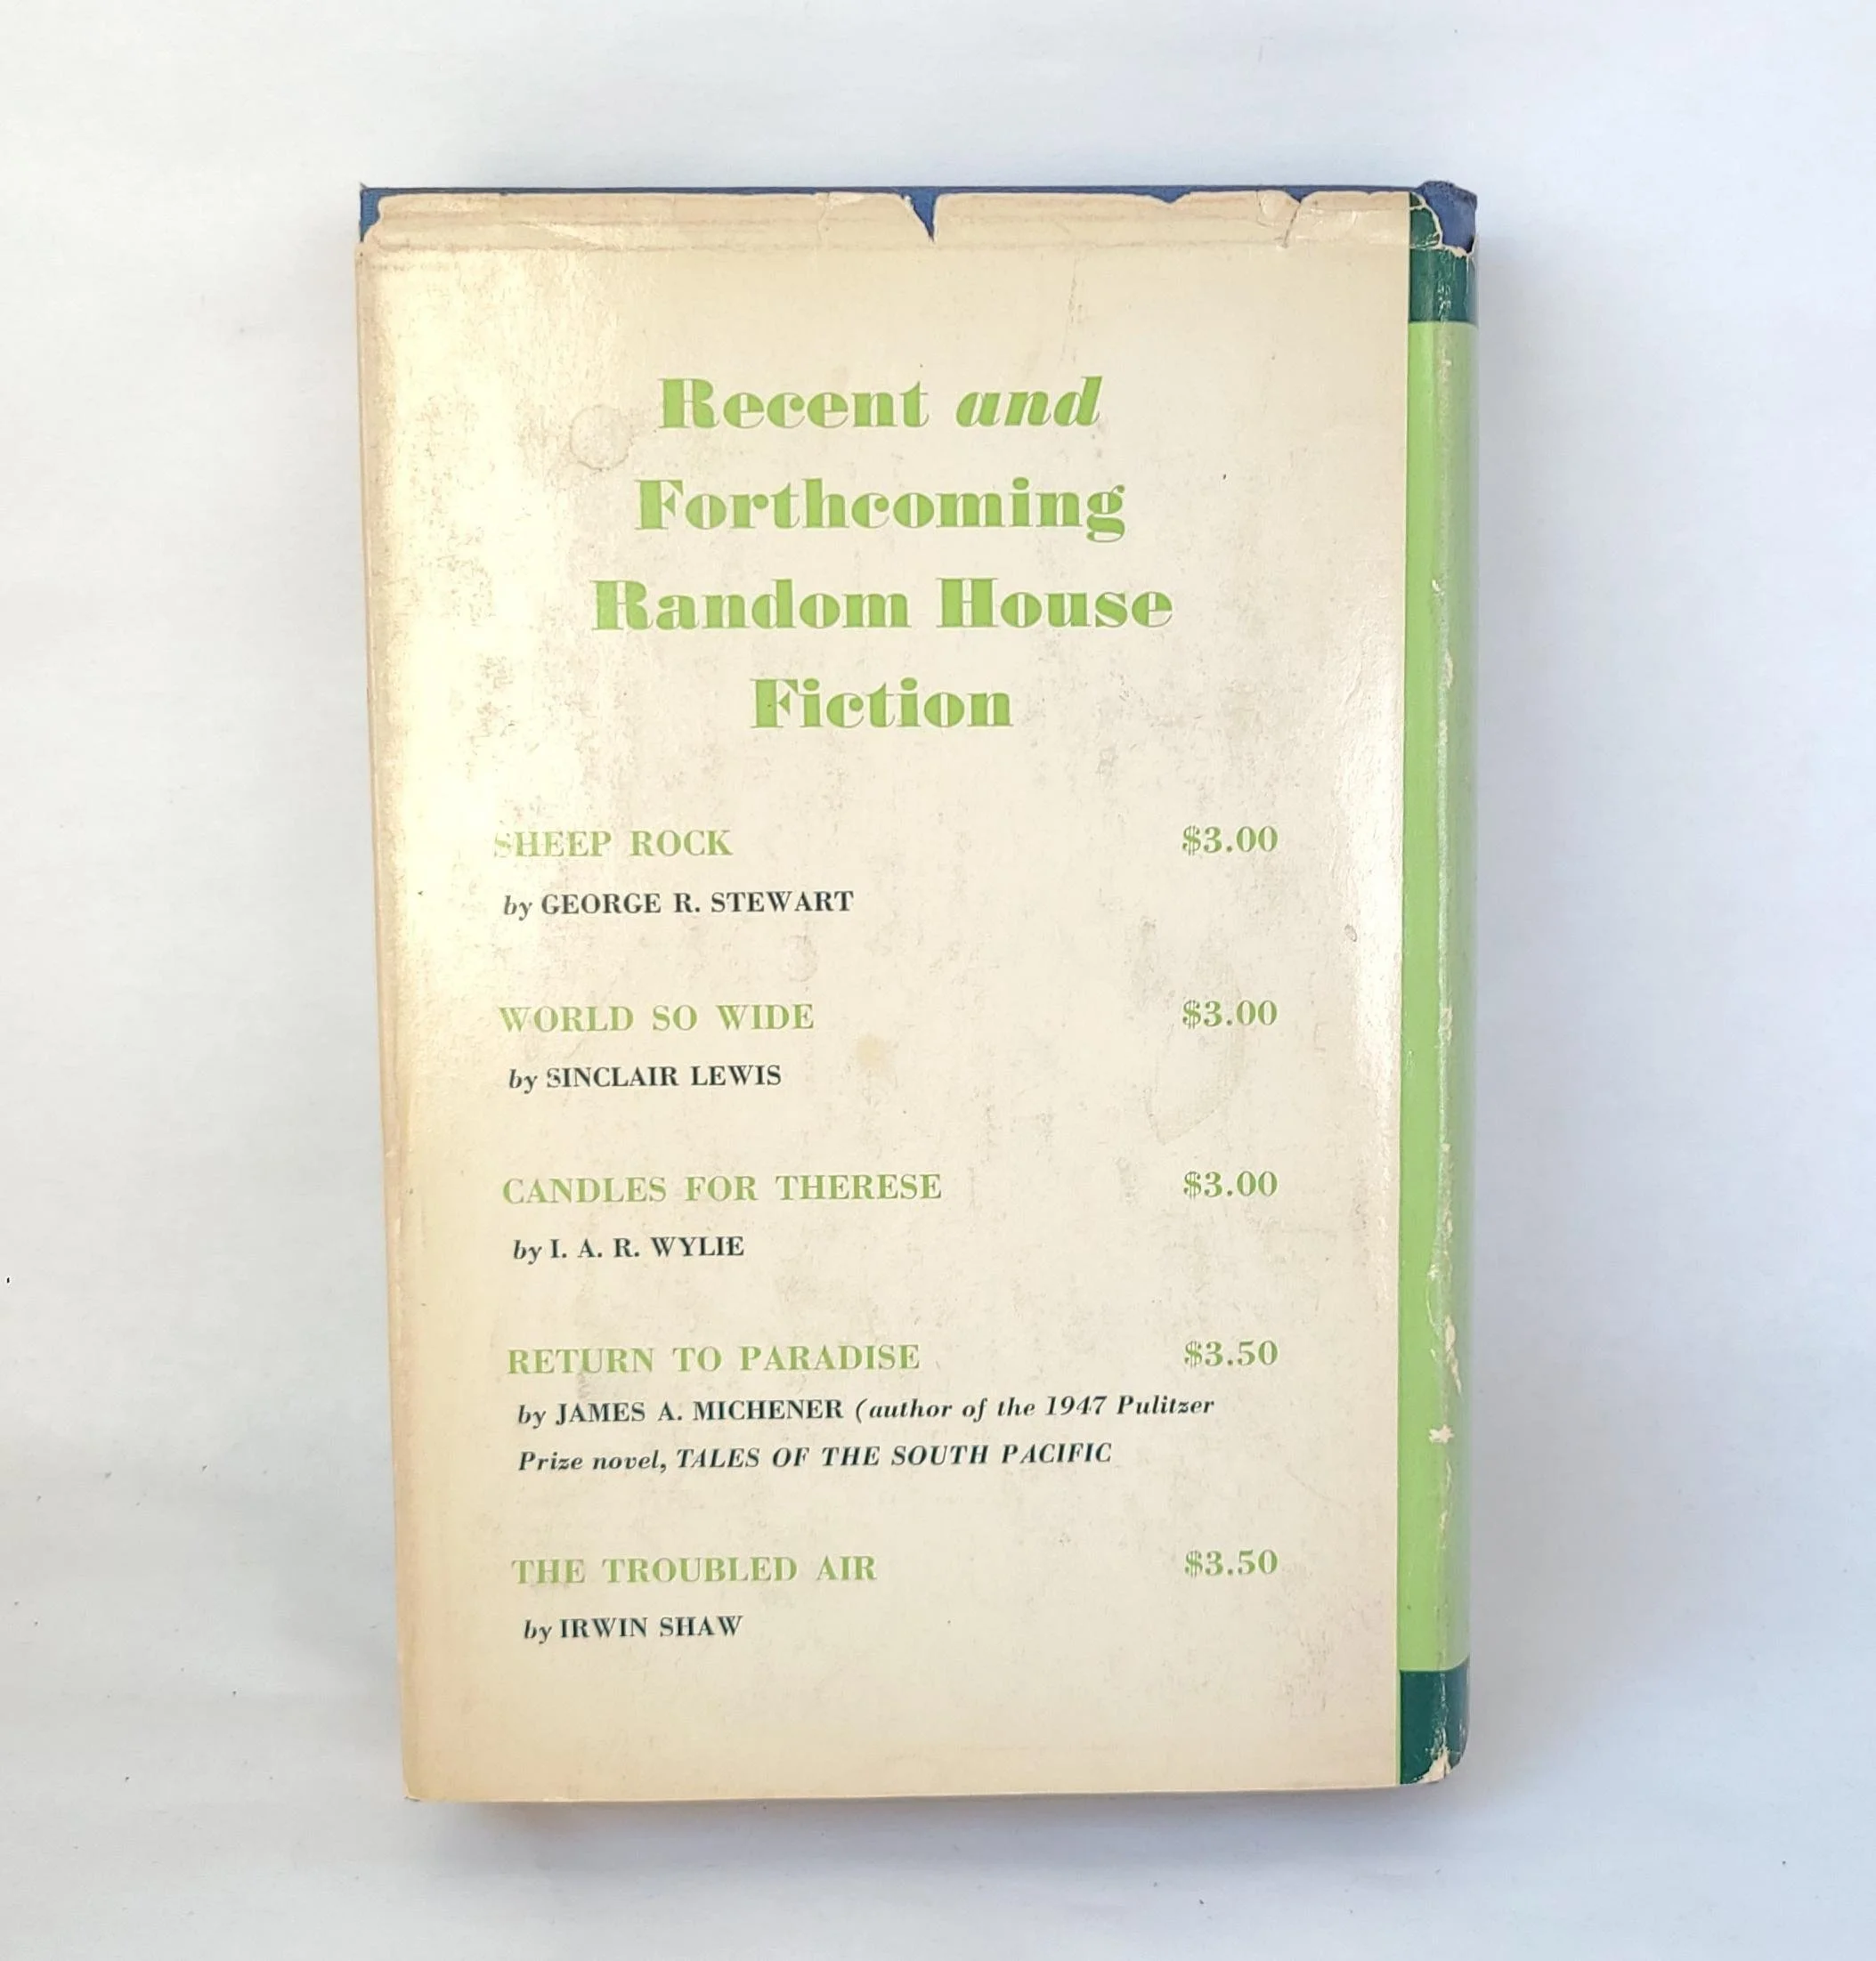 Recent and
Forthcoming
Random House
Fiction
SHEEP ROCK $3.00
by GEORGE R. STEWART
WORLD SO WIDE $3.00
by SINCLAIR LEWIS
CANDLES FOR THERESE $3.00
by I. A. R. WYLIE
RETURN TO PARADISE $3.50
by JAMES A. MICHENER (author of the 1947 Pulitzer
Prize novel, TALES OF THE SOUTH PACIFIC
THE TROUBLED AIR $3.50
by IRWIN SHAW